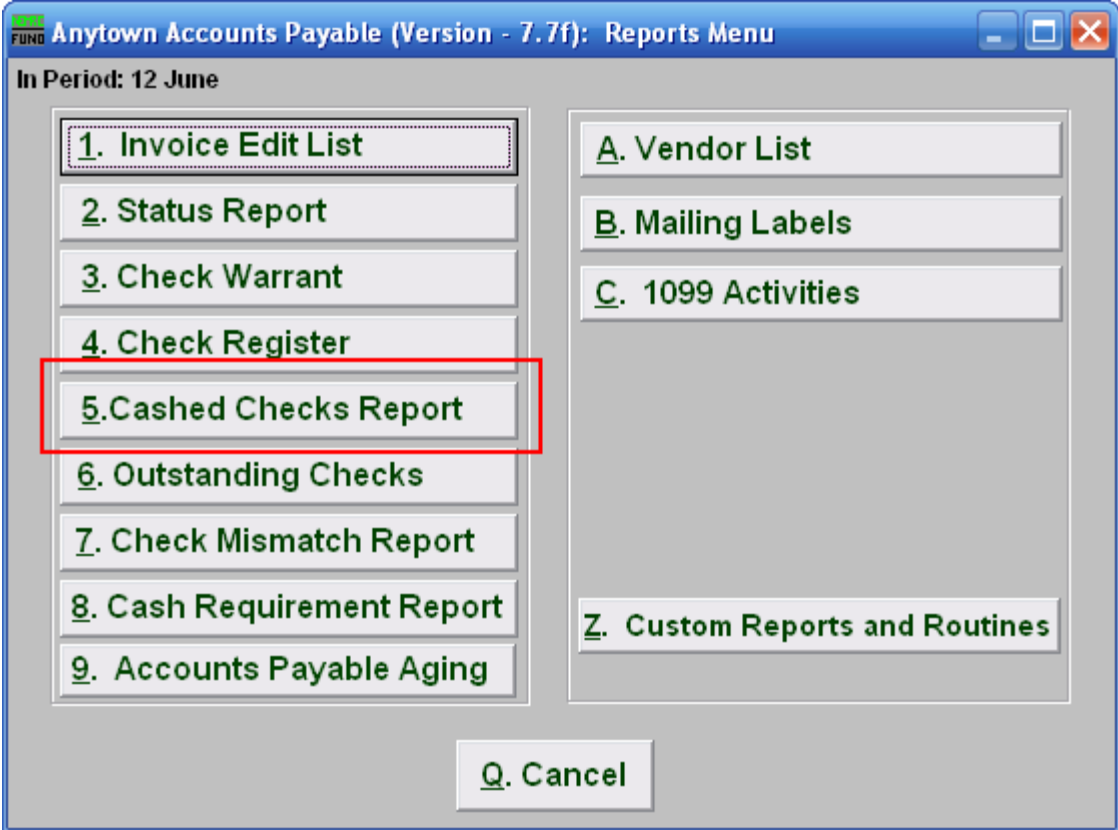 FUND Anytown Accounts Payable (Version - 7.7f): Reports Menu
In Period: 12 June
1. Invoice Edit List
2. Status Report
3. Check Warrant
4. Check Register
5.Cashed Checks Report
6. Outstanding Checks
7. Check Mismatch Report
8. Cash Requirement Report
9. Accounts Payable Aging
A. Vendor List
B. Mailing Labels
C. 1099 Activities
Z. Custom Reports and Routines
Q. Cancel